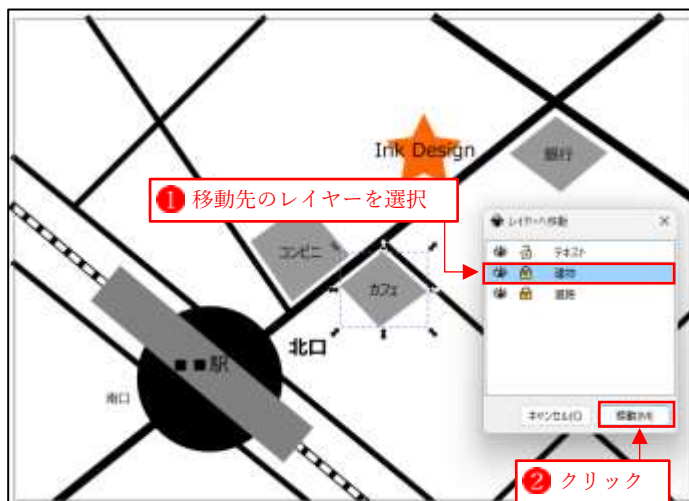 Ink Design
銀行
❶ 移動先のレイヤーを選択
レイヤーへ移動
コンビニ
テキスト
建物
カフェ
道路
北口
■■駅
南口
キャンセル(C)
移動(M)
❷ クリック